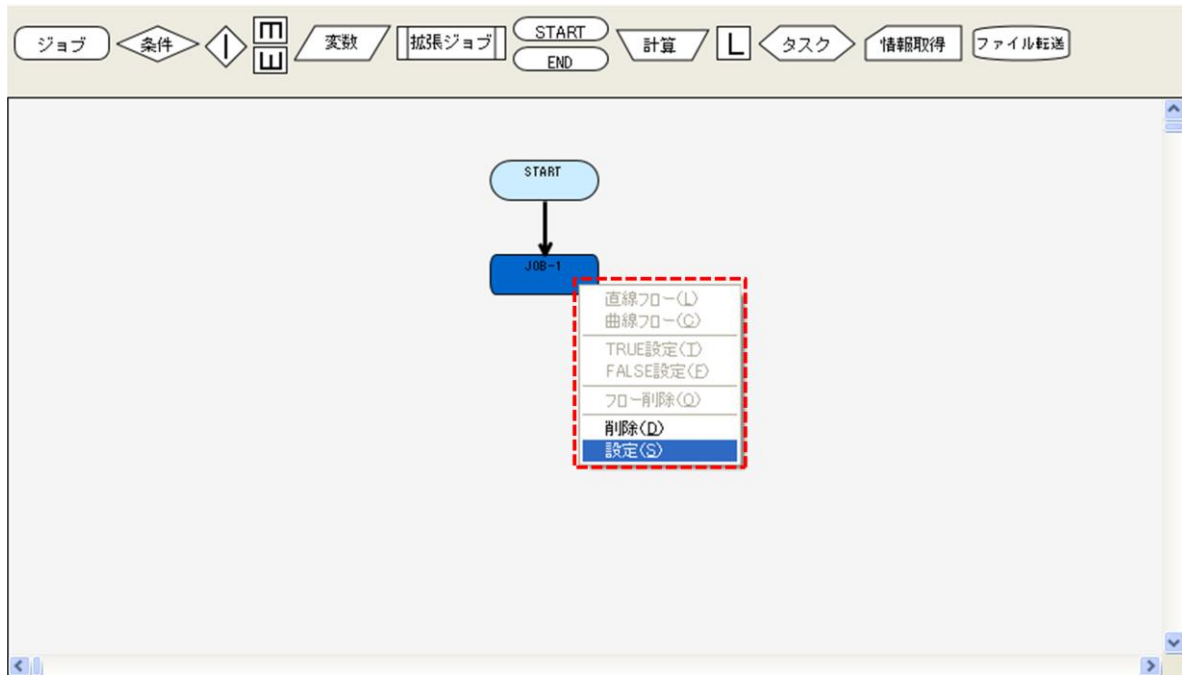 ジョブ
条件
変数
拡張ジョブ
START
END
計算
L
タスク
情報取得
ファイル転送
START
JOB-1
直線フロー(L)
曲線フロー(C)
TRUE設定(T)
FALSE設定(F)
フロー削除(O)
削除(D)
設定(S)